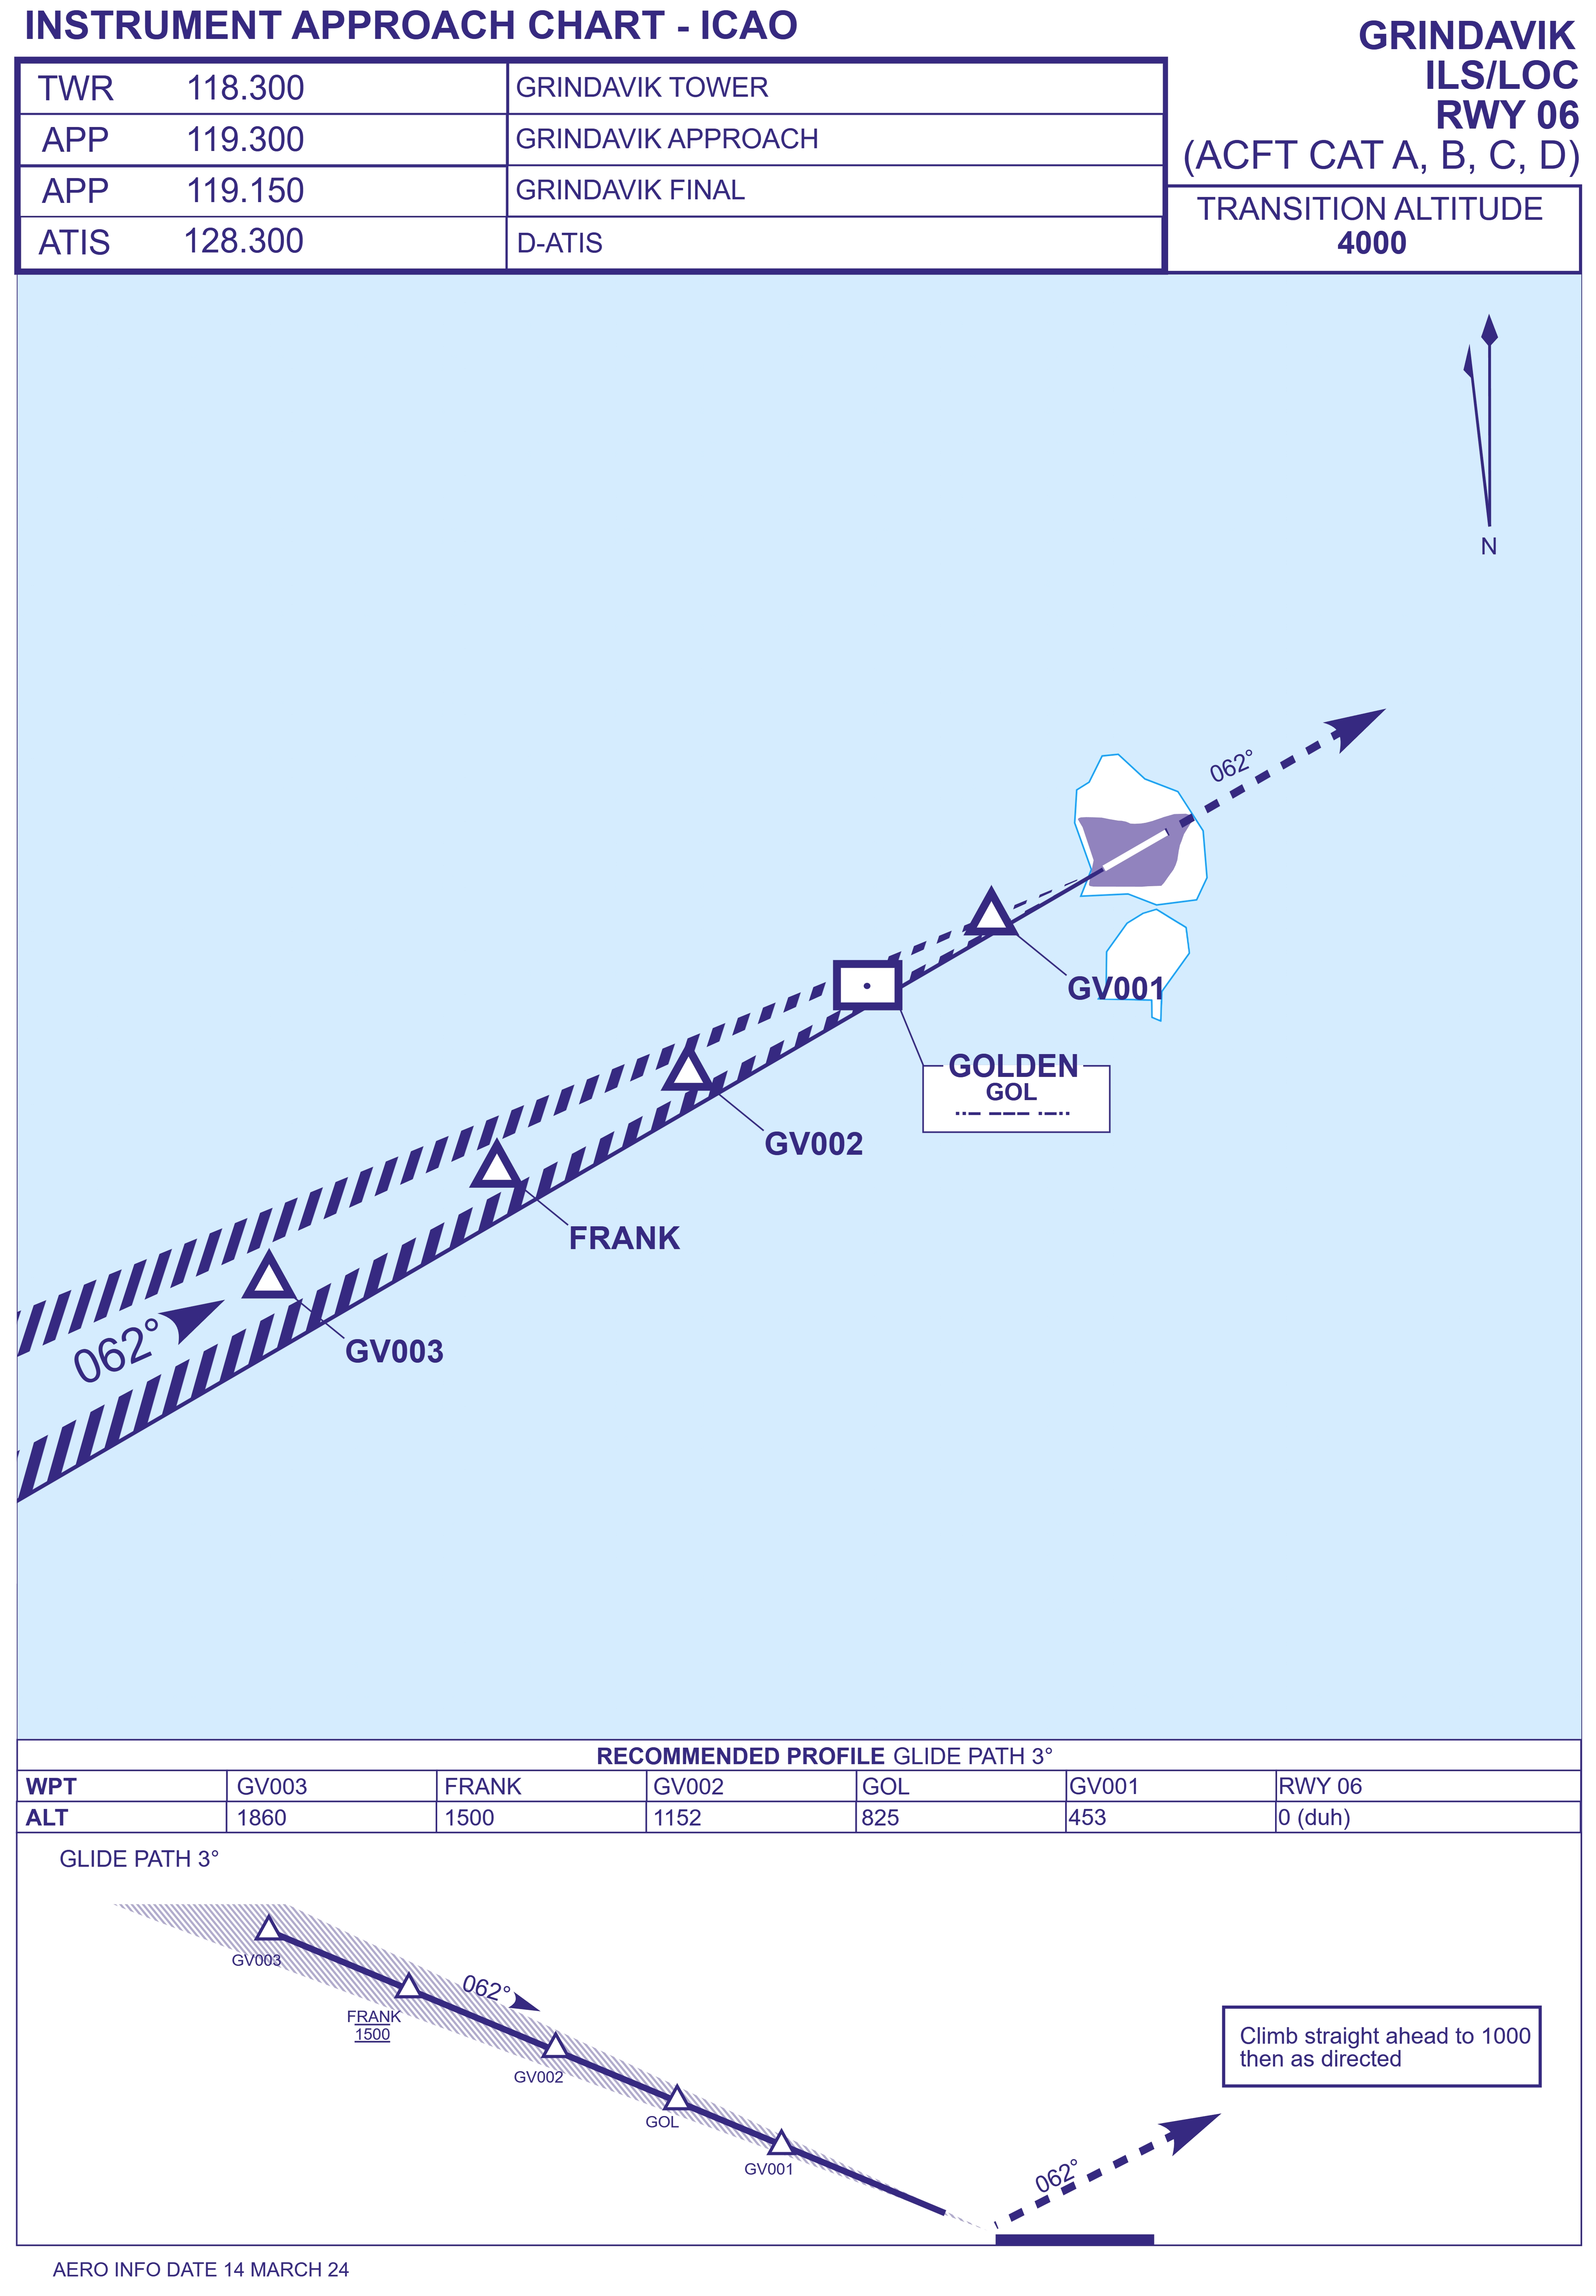 INSTRUMENT APPROACH CHART - ICAO
GRINDAVIK
ILS/LOC
RWY 06
(ACFT CAT A, B, C, D)
TWR 118.300 GRINDAVIK TOWER
APP 119.300 GRINDAVIK APPROACH
APP 119.150 GRINDAVIK FINAL
ATIS 128.300 D-ATIS
TRANSITION ALTITUDE
4000
N
062°
GV001
GOLDEN
GOL
GV002
FRANK
GV003
062°
RECOMMENDED PROFILE GLIDE PATH 3°
WPT GV003 FRANK GV002 GOL GV001 RWY 06
ALT 1860 1500 1152 825 453 0 (duh)
GLIDE PATH 3°
GV003
062°
FRANK
1500
GV002
GOL
GV001
Climb straight ahead to 1000
then as directed
062°
AERO INFO DATE 14 MARCH 24